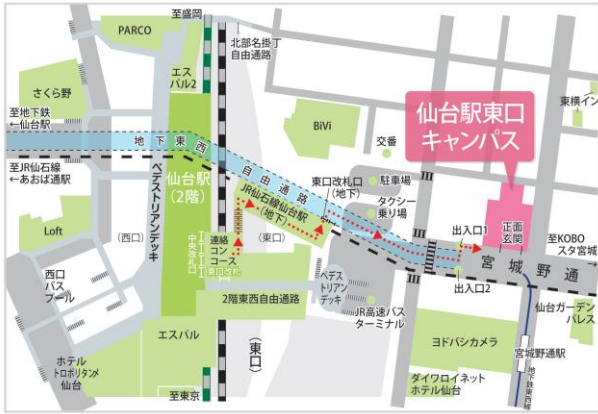 至盛岡
PARCO
北部名掛丁
自由通路
エス
パル2
さくら野
至地下鉄
←仙台駅
地下東西
自由通路
BiVi
交番
仙台駅東口
キャンパス
東横イン
至JR仙石線
←あおば通駅
ペデストリアンデッキ
仙台駅
(2階)
JR仙石線仙台駅
(地下)
東口改札口
(地下)
駐車場
タクシー
乗り場
出入口1
正面
玄関
至KOBO
スタ宮城
Loft
(西口)
中央改札口
連絡
コン
コース
東口改札
(東口)
宮城野通
西口
バス
プール
2階東西自由通路
ペデス
トリアン
デッキ
出入口2
JR高速バス
ターミナル
仙台ガーデン
パレス
エスパル
(東口)
ヨドバシカメラ
宮城野通駅
ホテル
メトロポリタン
仙台
至東京
ダイワロイネット
ホテル仙台
地下鉄東西線